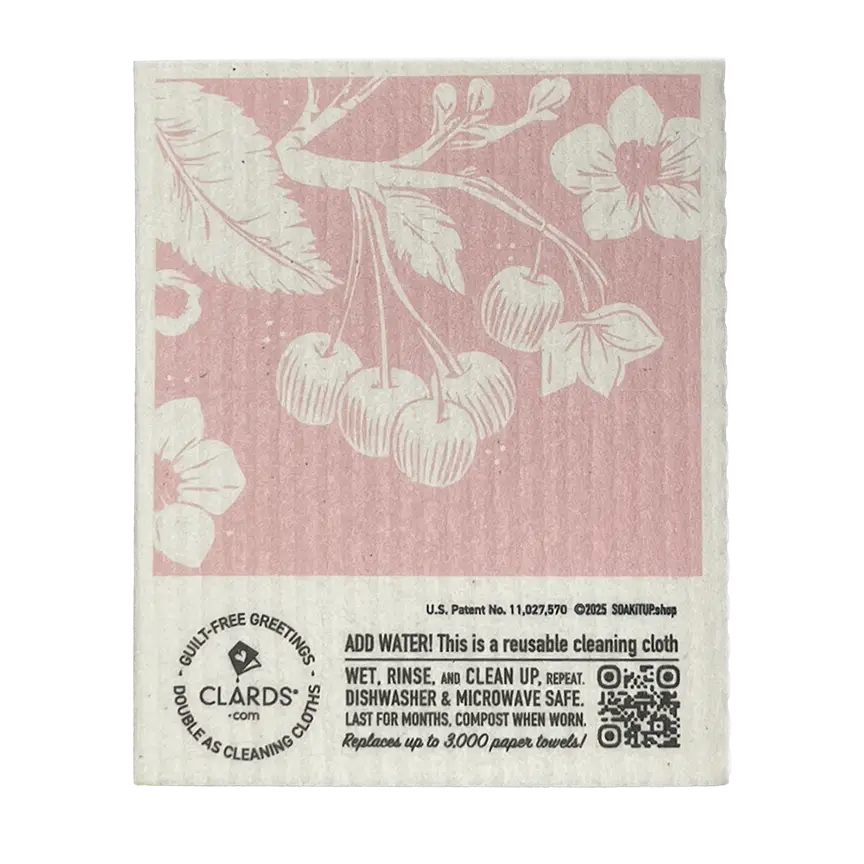 U.S. Patent No. 11,027,570 ©2025 SOAKiTUP.shop
GUILT-FREE GREETINGS
CLARDS®
.com
DOUBLE AS CLEANING CLOTHS
ADD WATER! This is a reusable cleaning cloth
WET, RINSE, AND CLEAN UP, REPEAT.
DISHWASHER & MICROWAVE SAFE.
LAST FOR MONTHS, COMPOST WHEN WORN.
Replaces up to 3,000 paper towels!